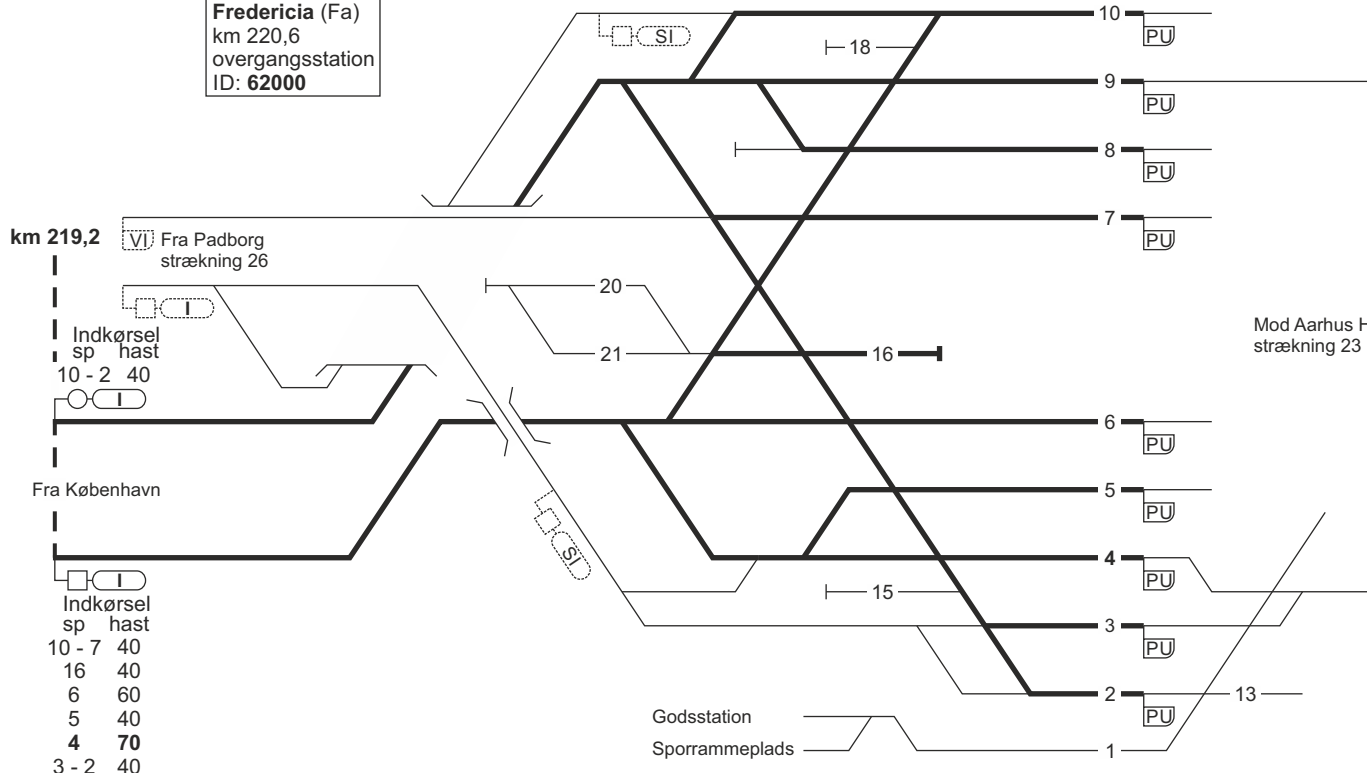 Fredericia (Fa)
km 220,6
overgangsstation
ID: 62000
SI
18
10
PU
9
PU
8
PU
7
PU
km 219,2
VI
Fra Padborg
strækning 26
I
20
21
16
Mod Aarhus H
strækning 23
Indkørsel
sp hast
10 - 2 40
I
6
PU
Fra København
5
PU
SI
4
PU
I
15
3
PU
Indkørsel
sp hast
10 - 7 40
16 40
6 60
5 40
4 70
3 - 2 40
2
PU
13
Godsstation
Sporrammeplads
1